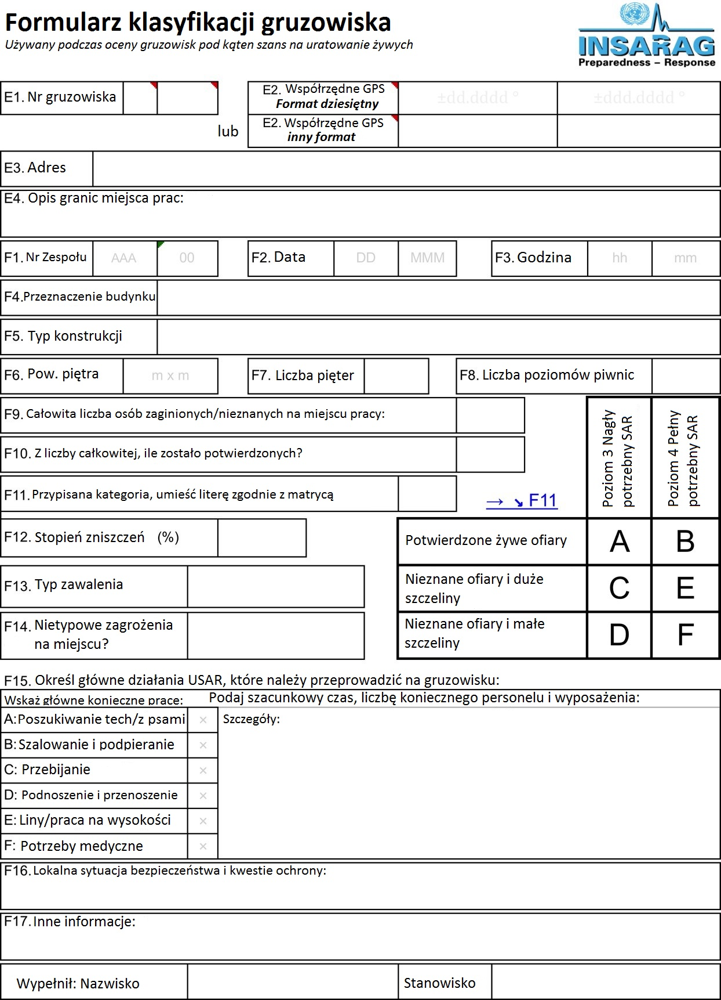 Formularz klasyfikacji gruzowiska
Używany podczas oceny gruzowisk pod kąten szans na uratowanie żywych
INSARAG
Preparedness – Response
E1. Nr gruzowiska
E2. Współrzędne GPS
Format dziesiętny
±dd.dddd °
±ddd.dddd °
lub
E2. Współrzędne GPS
inny format
E3. Adres
E4. Opis granic miejsca prac:
F1. Nr Zespołu
AAA
00
F2. Data
DD
MMM
F3. Godzina
hh
mm
F4. Przeznaczenie budynku
F5. Typ konstrukcji
F6. Pow. piętra
m x m
F7. Liczba pięter
F8. Liczba poziomów piwnic
F9. Całowita liczba osób zaginionych/nieznanych na miejscu pracy:
F10. Z liczby całkowitej, ile zostało potwierdzonych?
F11. Przypisana kategoria, umieść literę zgodnie z matrycą
→ ↘ F11
Poziom 3 Nagły
potrzebny SAR
Poziom 4 Pełny
potrzebny SAR
F12. Stopień zniszczeń (%)
Potwierdzone żywe ofiary
A
B
F13. Typ zawalenia
Nieznane ofiary i duże
szczeliny
C
E
F14. Nietypowe zagrożenia
na miejscu?
Nieznane ofiary i małe
szczeliny
D
F
F15. Określ główne działania USAR, które należy przeprowadzić na gruzowisku:
Wskaż główne konieczne prace:
Podaj szacunkowy czas, liczbę koniecznego personelu i wyposażenia:
A: Poszukiwanie tech/z psami ×
Szczegóły:
B: Szalowanie i podpieranie ×
C: Przebijanie ×
D: Podnoszenie i przenoszenie ×
E: Liny/praca na wysokości ×
F: Potrzeby medyczne ×
F16. Lokalna sytuacja bezpieczeństwa i kwestie ochrony:
F17. Inne informacje:
Wypełnił: Nazwisko
Stanowisko